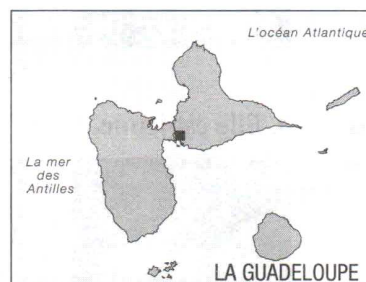 L'océan Atlantique
La mer
des
Antilles
LA GUADELOUPE